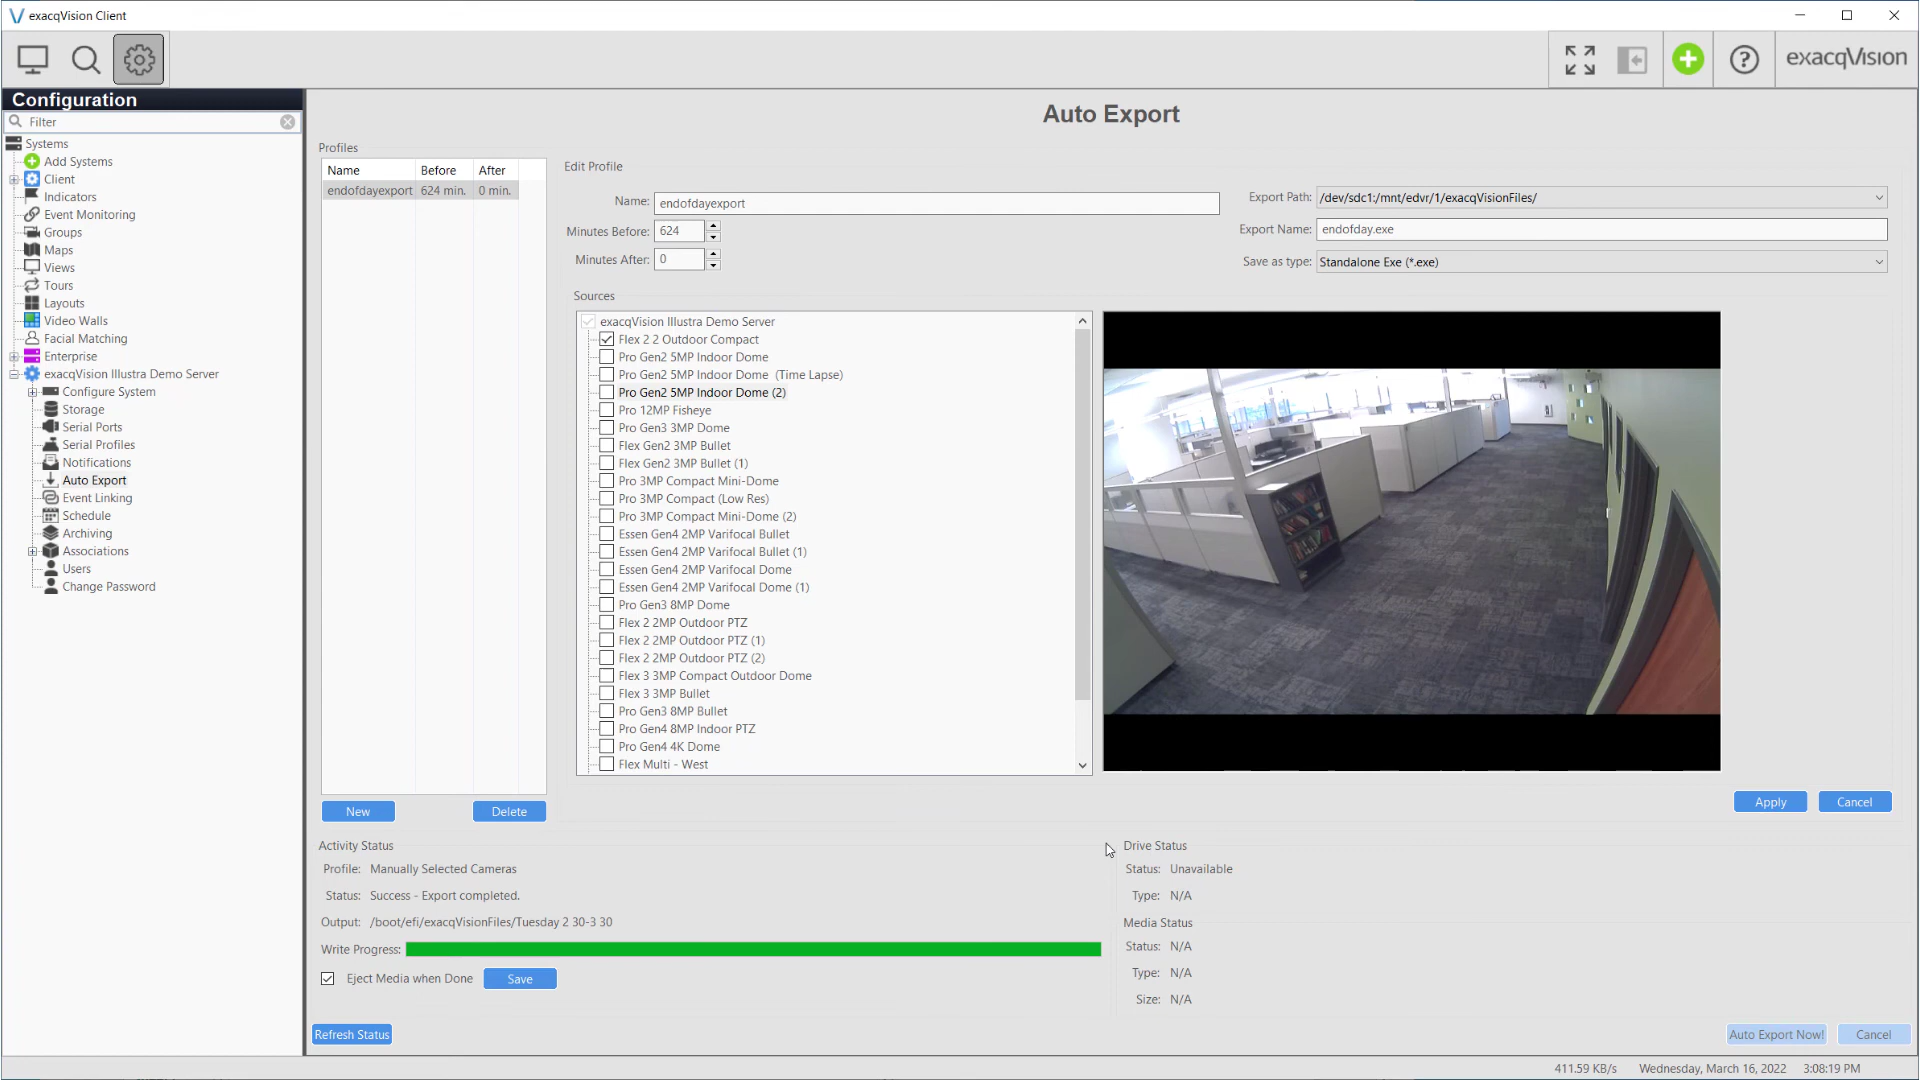 exacqVision Client
exacqVision
Configuration
Filter
Systems
Add Systems
Client
Indicators
Event Monitoring
Groups
Maps
Views
Tours
Layouts
Video Walls
Facial Matching
Enterprise
exacqVision Illustra Demo Server
Configure System
Storage
Serial Ports
Serial Profiles
Notifications
Auto Export
Event Linking
Schedule
Archiving
Associations
Users
Change Password
Auto Export
Profiles
Name Before After
endofdayexport 624 min. 0 min.
New Delete
Edit Profile
Name: endofdayexport
Minutes Before: 624
Minutes After: 0
Export Path: /dev/sdc1:/mnt/edvr/1/exacqVisionFiles/
Export Name: endofday.exe
Save as type: Standalone Exe (*.exe)
Sources
exacqVision Illustra Demo Server
Flex 2 2 Outdoor Compact
Pro Gen2 5MP Indoor Dome
Pro Gen2 5MP Indoor Dome (Time Lapse)
Pro Gen2 5MP Indoor Dome (2)
Pro 12MP Fisheye
Pro Gen3 3MP Dome
Flex Gen2 3MP Bullet
Flex Gen2 3MP Bullet (1)
Pro 3MP Compact Mini-Dome
Pro 3MP Compact (Low Res)
Pro 3MP Compact Mini-Dome (2)
Essen Gen4 2MP Varifocal Bullet
Essen Gen4 2MP Varifocal Bullet (1)
Essen Gen4 2MP Varifocal Dome
Essen Gen4 2MP Varifocal Dome (1)
Pro Gen3 8MP Dome
Flex 2 2MP Outdoor PTZ
Flex 2 2MP Outdoor PTZ (1)
Flex 2 2MP Outdoor PTZ (2)
Flex 3 3MP Compact Outdoor Dome
Flex 3 3MP Bullet
Pro Gen3 8MP Bullet
Pro Gen4 8MP Indoor PTZ
Pro Gen4 4K Dome
Flex Multi - West
Apply Cancel
Activity Status
Profile: Manually Selected Cameras
Status: Success - Export completed.
Output: /boot/efi/exacqVisionFiles/Tuesday 2 30-3 30
Write Progress:
Eject Media when Done Save
Refresh Status
Drive Status
Status: Unavailable
Type: N/A
Media Status
Status: N/A
Type: N/A
Size: N/A
Auto Export Now! Cancel
411.59 KB/s Wednesday, March 16, 2022 3:08:19 PM